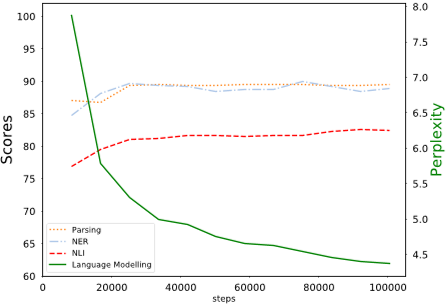 100
95
90
85
80
75
70
65
60
Scores
8.0
7.5
7.0
6.5
6.0
5.5
5.0
4.5
Perplexity
Parsing
NER
NLI
Language Modelling
0 20000 40000 60000 80000 100000
steps